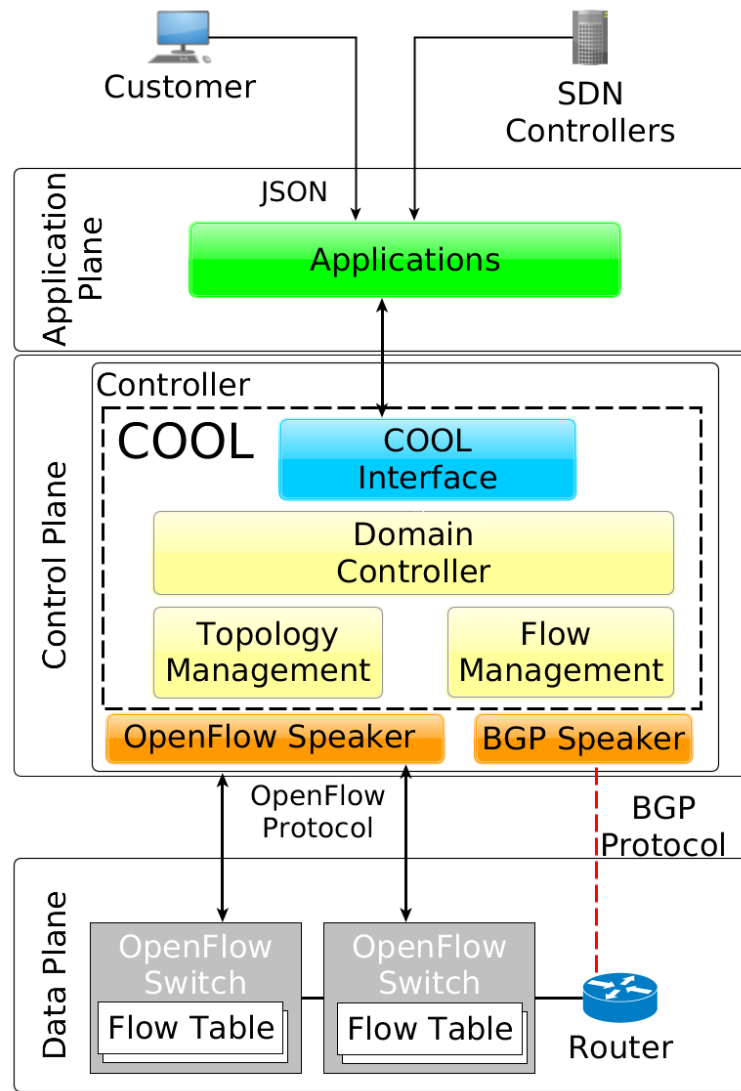 Customer
SDN
Controllers
Application
Plane
JSON
Applications
Control Plane
Controller
COOL
COOL
Interface
Domain
Controller
Topology
Management
Flow
Management
OpenFlow Speaker
BGP Speaker
OpenFlow
Protocol
BGP
Protocol
Data Plane
OpenFlow
Switch
Flow Table
OpenFlow
Switch
Flow Table
Router